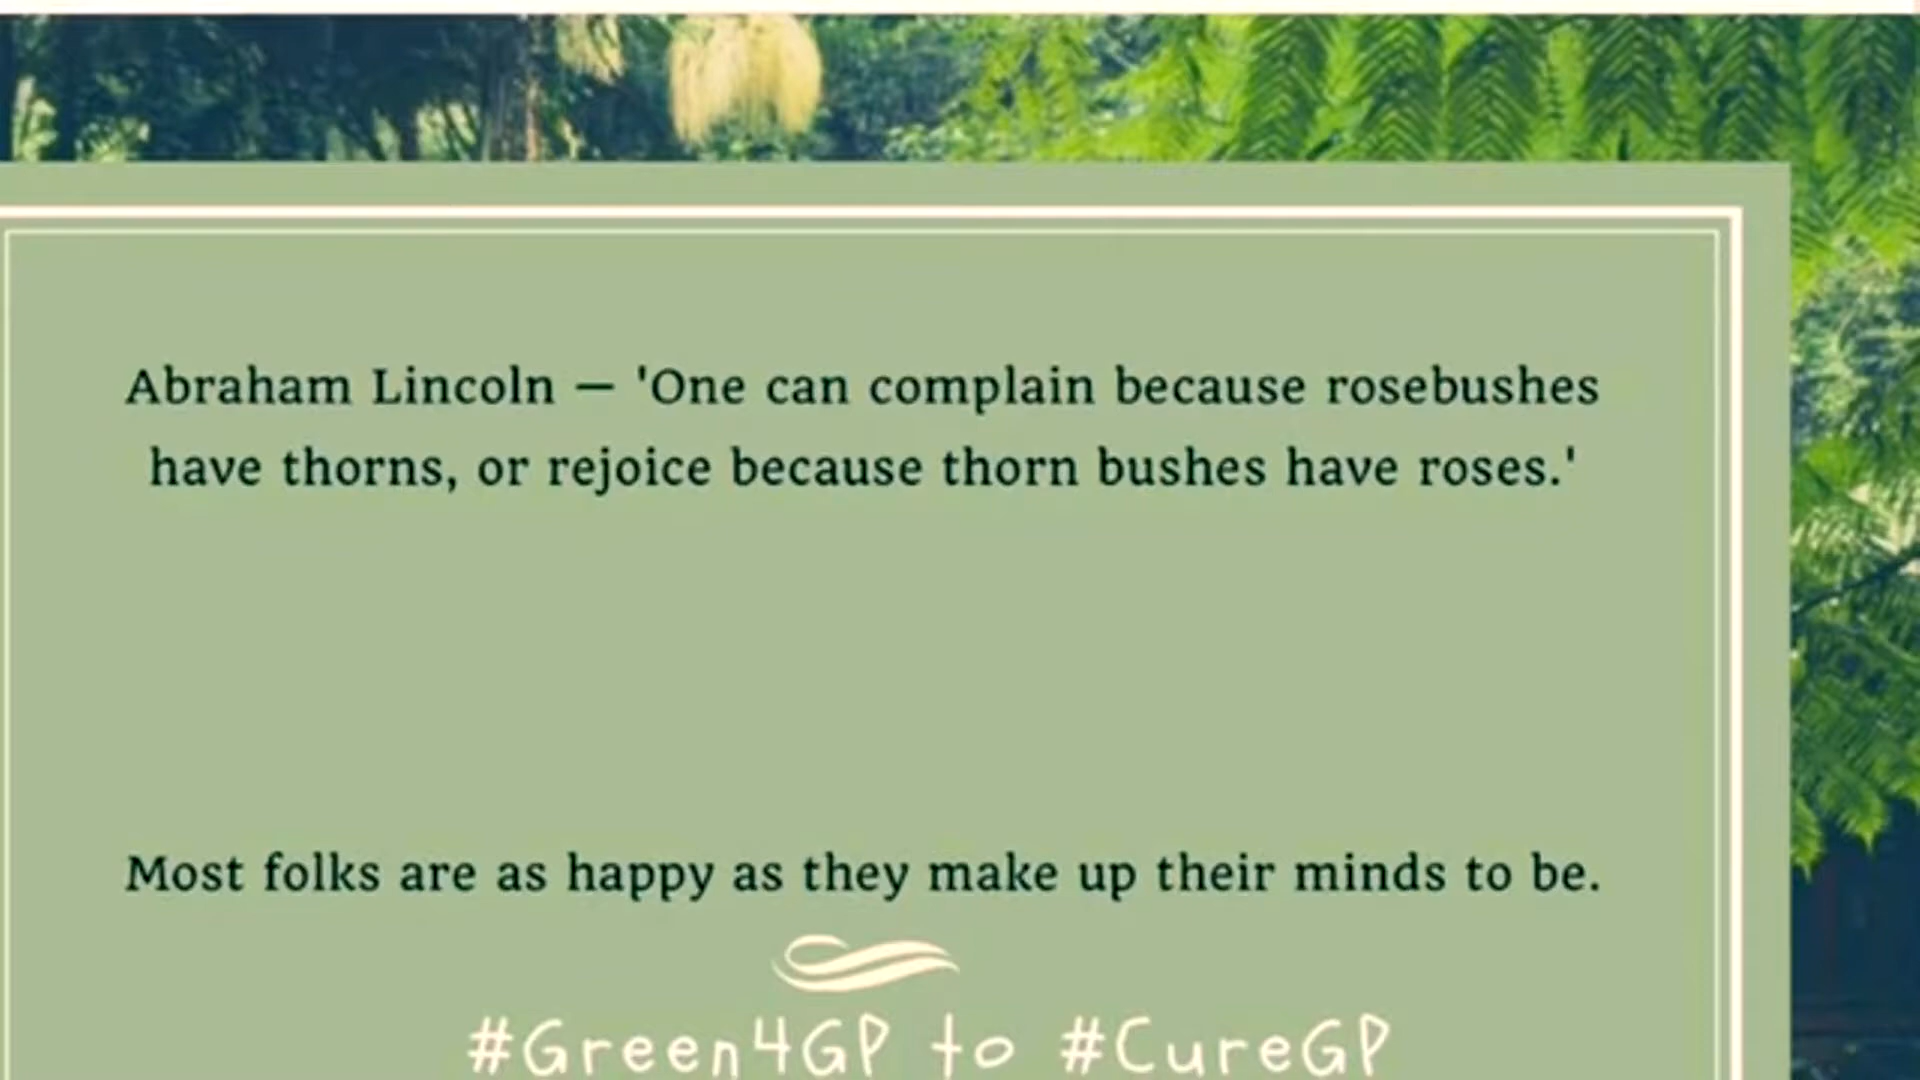 Abraham Lincoln — 'One can complain because rosebushes
have thorns, or rejoice because thorn bushes have roses.'
Most folks are as happy as they make up their minds to be.
#Green4GP to #CureGP